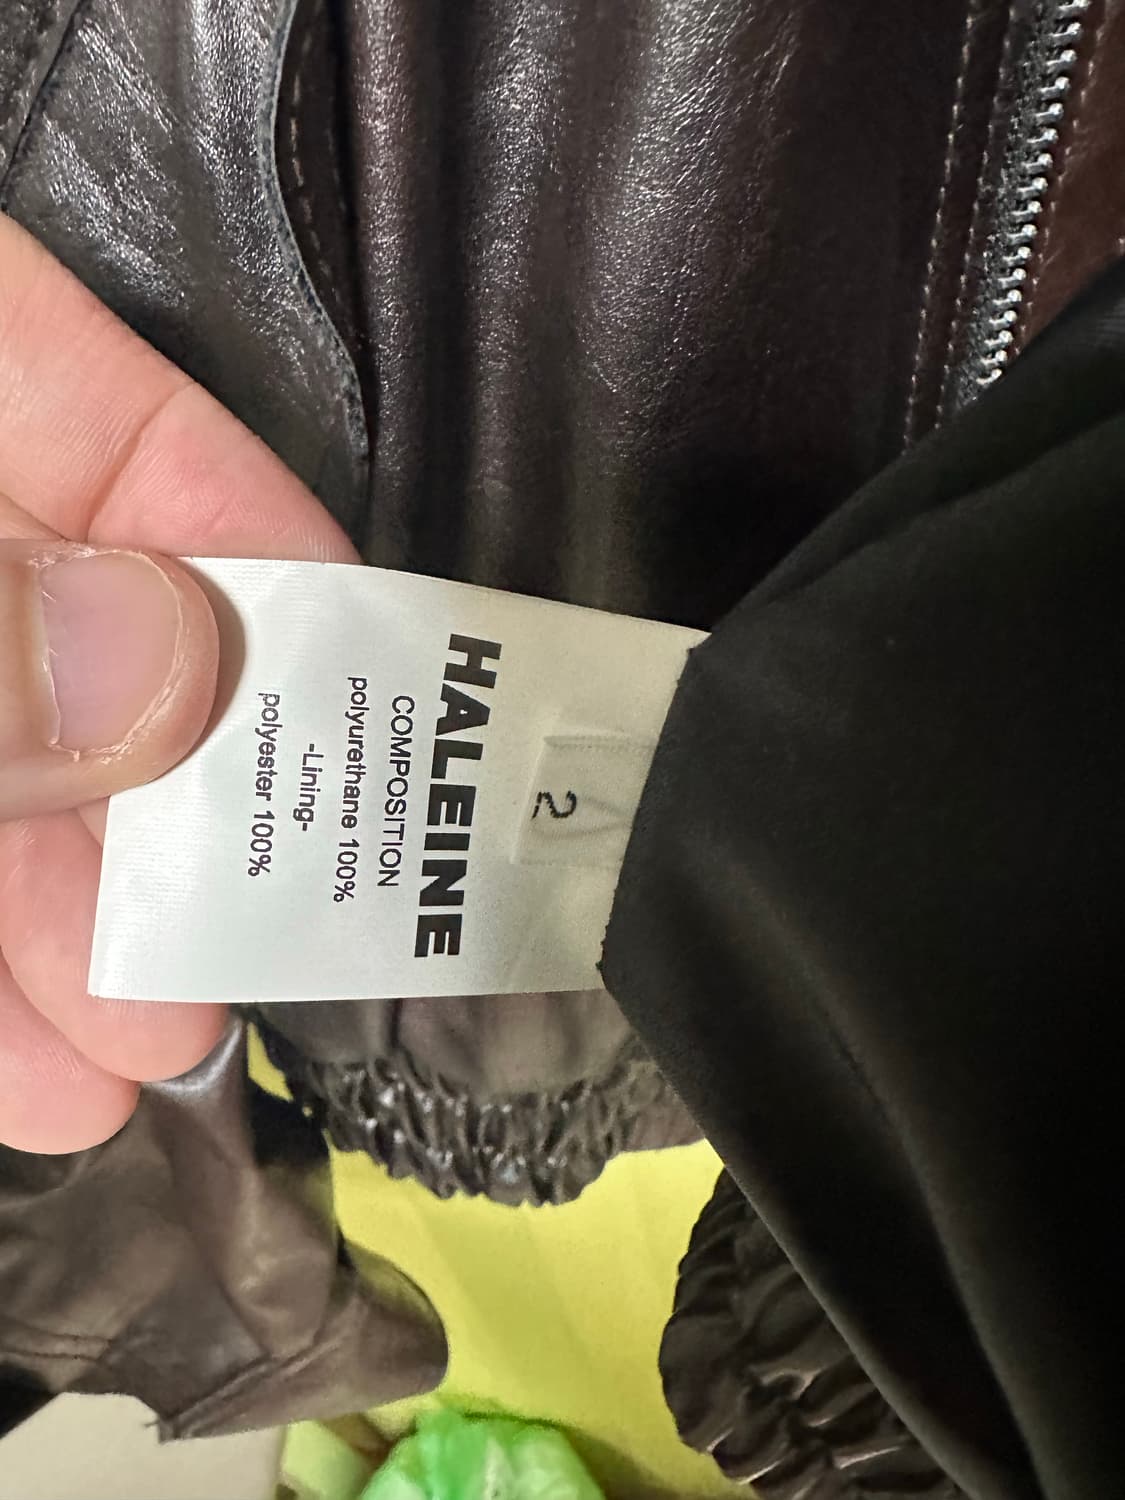 2
HALEINE
COMPOSITION
polyurethane 100%
-Lining-
polyester 100%